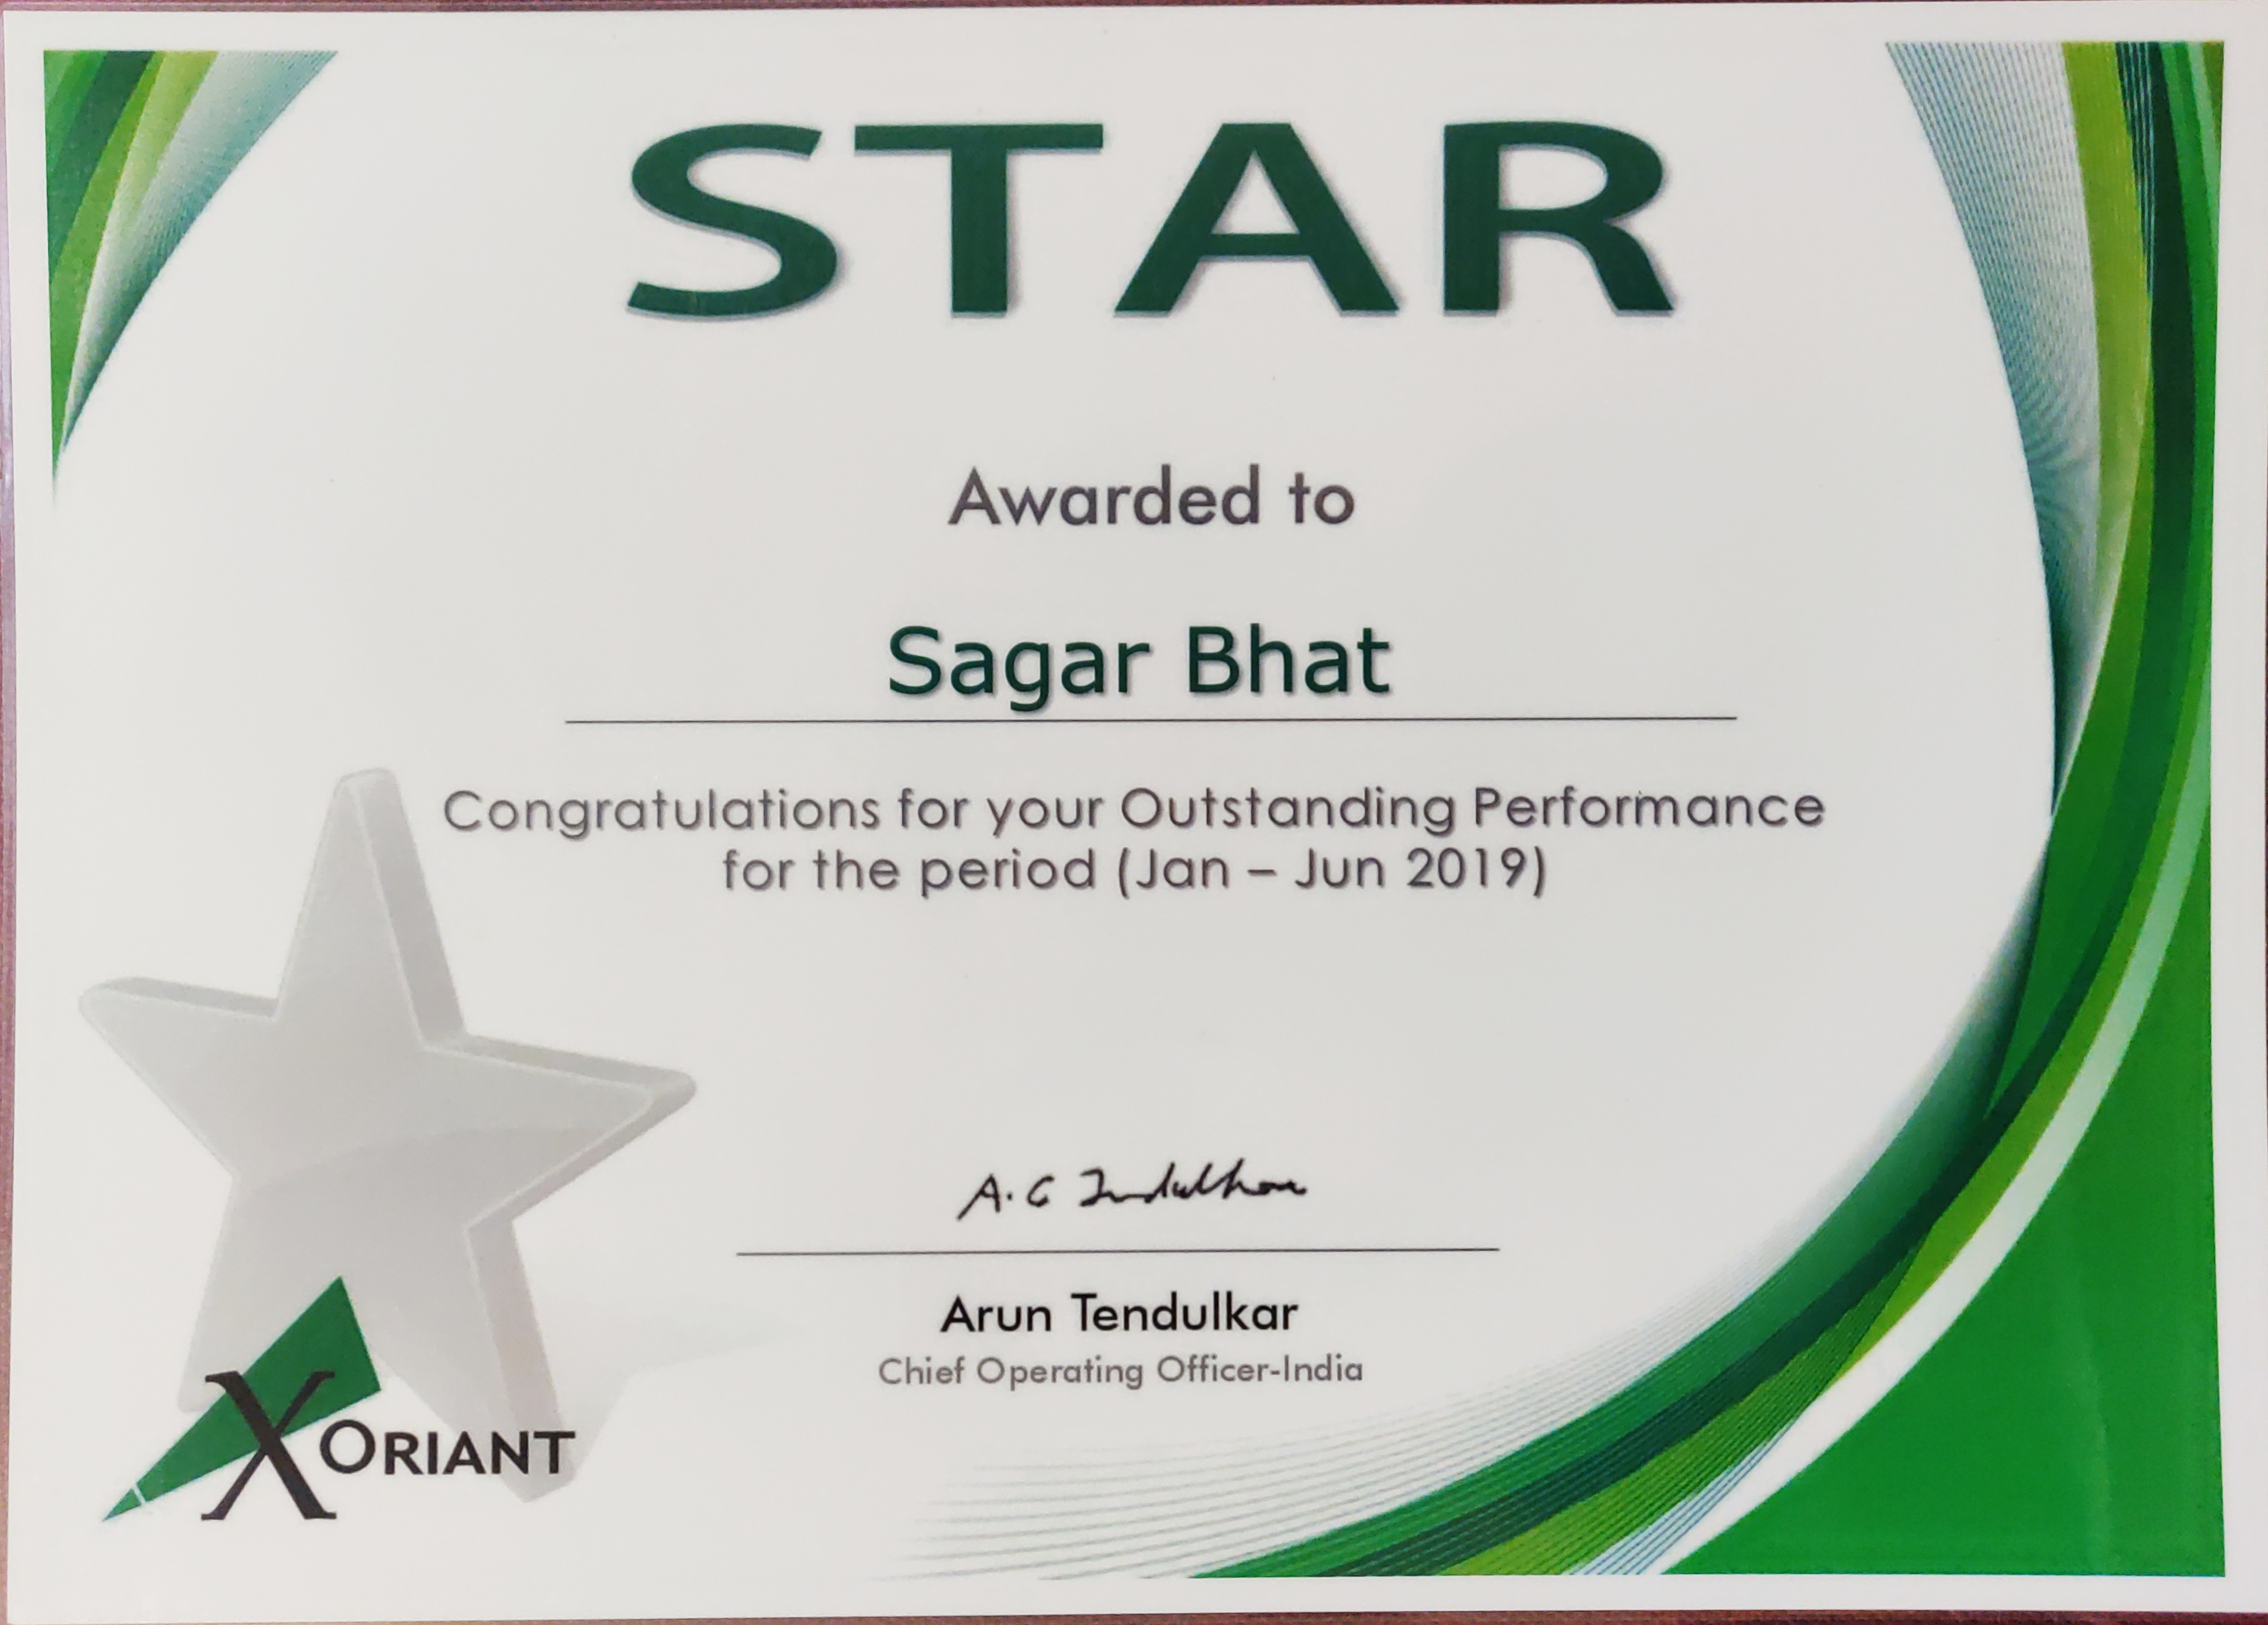 STAR
Awarded to
Sagar Bhat
Congratulations for your Outstanding Performance
for the period (Jan – Jun 2019)
A. G Tendulkar
Arun Tendulkar
Chief Operating Officer-India
XORIANT